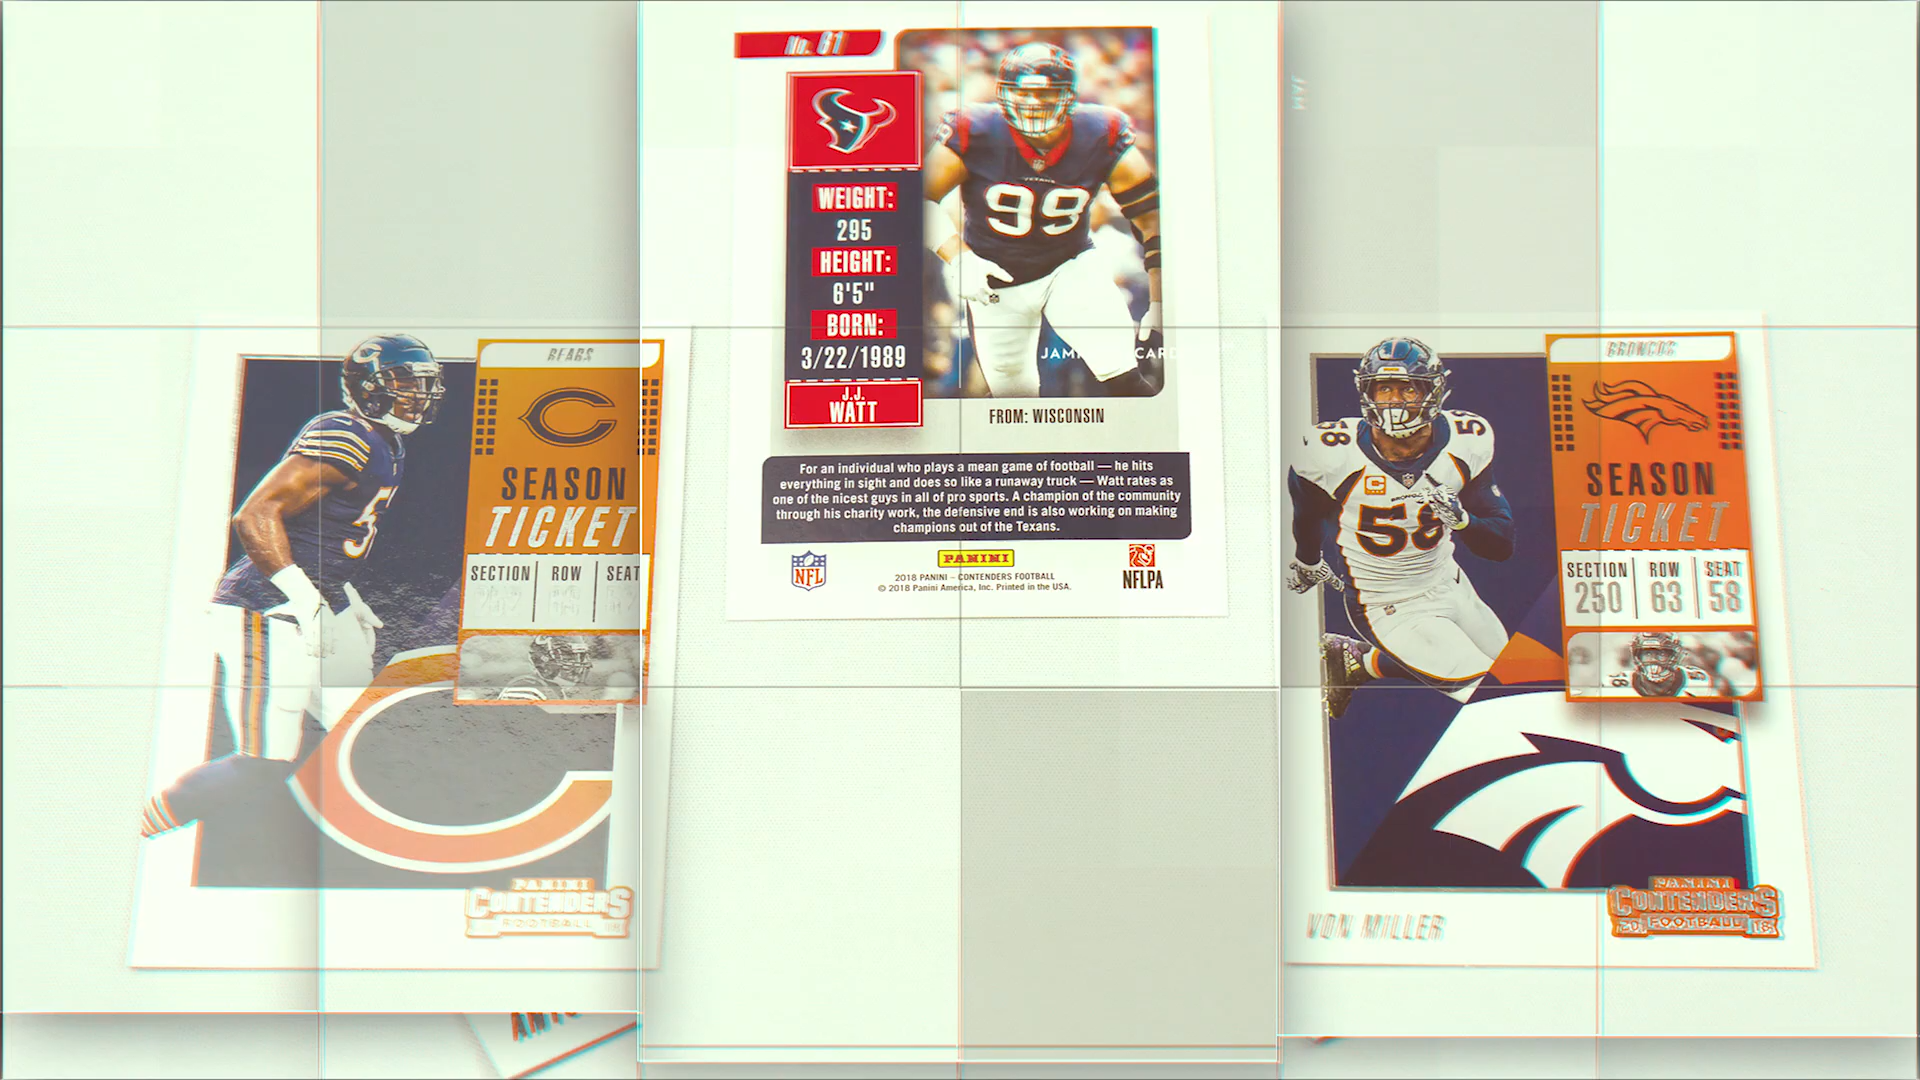 BEARS
SEASON
TICKET
SECTION ROW SEAT
5
PANINI
CONTENDERS
FOOTBALL
No. 61
WEIGHT:
295
HEIGHT:
6'5"
BORN:
3/22/1989
J.J.
WATT
99
FROM: WISCONSIN
For an individual who plays a mean game of football — he hits
everything in sight and does so like a runaway truck — Watt rates as
one of the nicest guys in all of pro sports. A champion of the community
through his charity work, the defensive end is also working on making
champions out of the Texans.
NFL
PANINI
2018 PANINI - CONTENDERS FOOTBALL
© 2018 Panini America, Inc. Printed in the USA.
NFLPA
BRONCOS
SEASON
TICKET
SECTION ROW SEAT
250 63 58
58
58
VON MILLER
PANINI
CONTENDERS
20 FOOTBALL 18